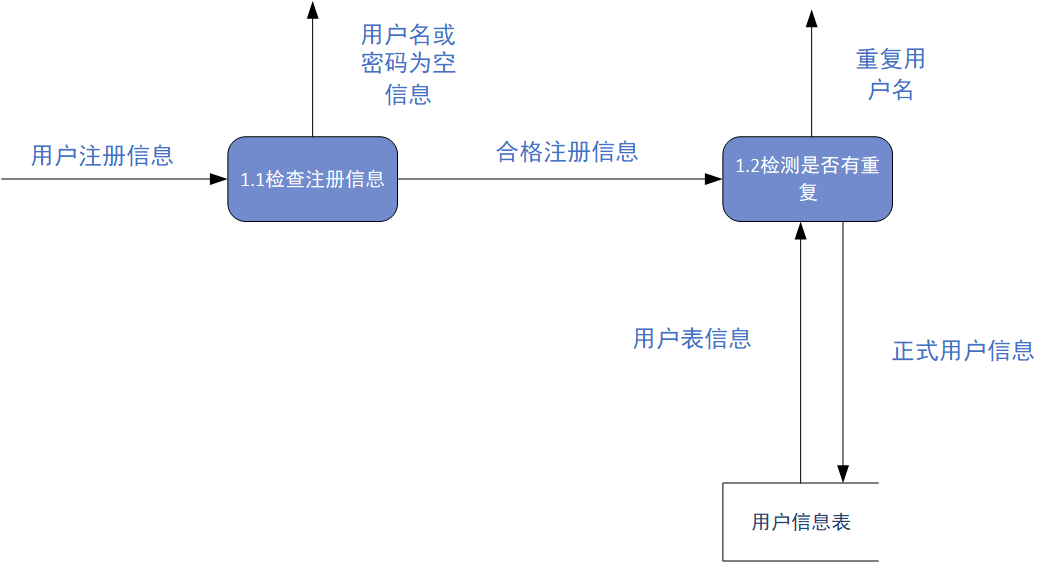 用户名或
密码为空
信息
重复用
户名
用户注册信息
合格注册信息
1.1检查注册信息
1.2检测是否有重
复
用户表信息
正式用户信息
用户信息表